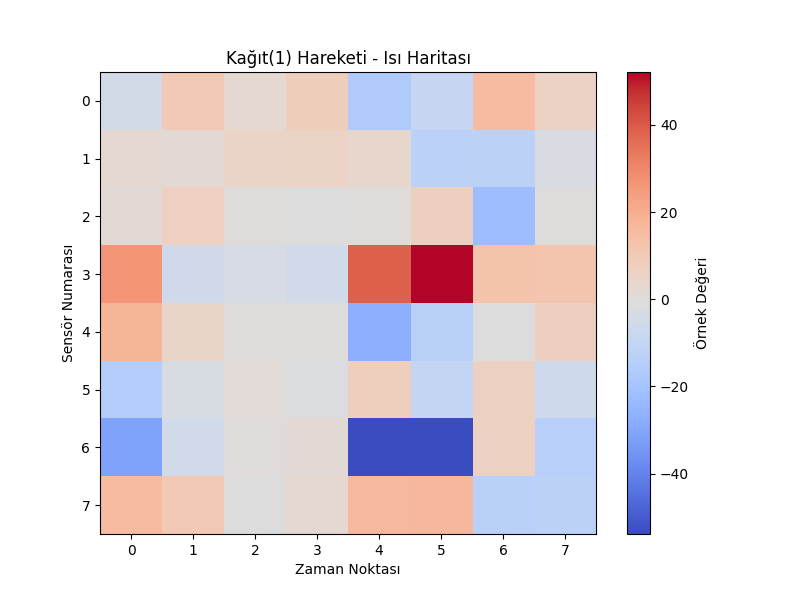 Kağıt(1) Hareketi - Isı Haritası
0
1
2
3
4
5
6
7
Sensör Numarası
0 1 2 3 4 5 6 7
Zaman Noktası
40
20
0
−20
−40
Örnek Değeri